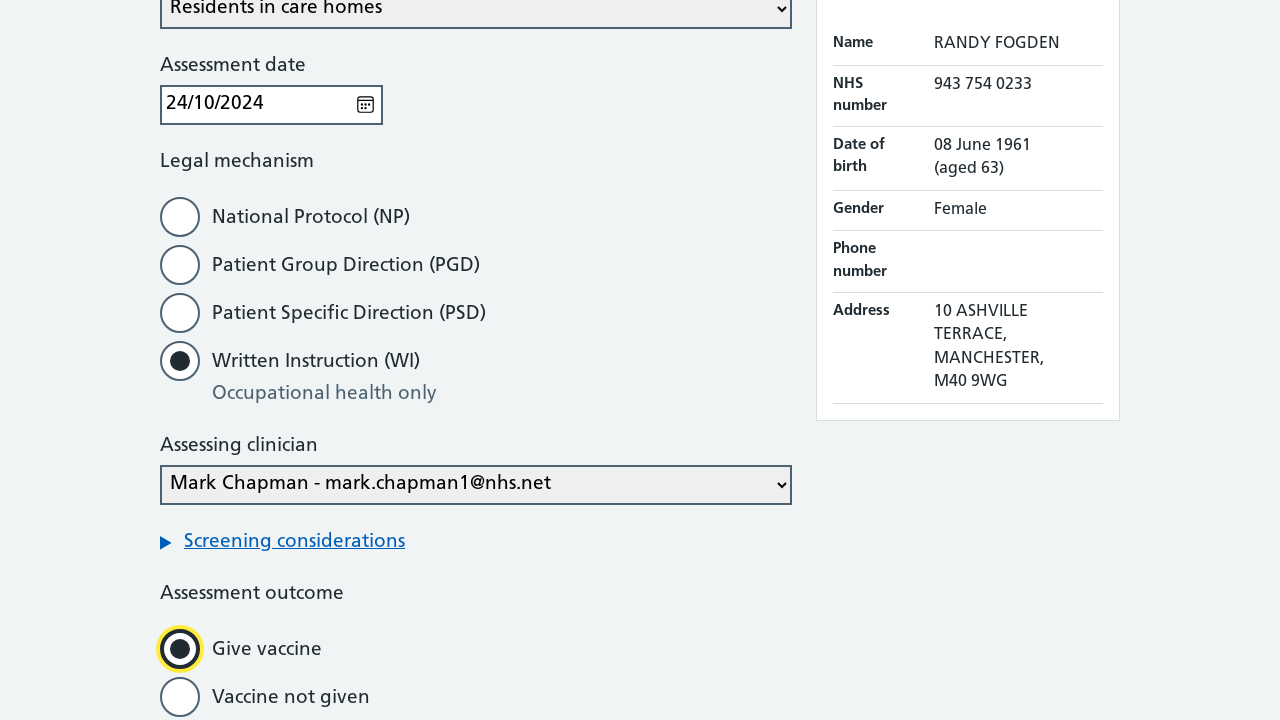 Residents in care homes
Assessment date
24/10/2024
Legal mechanism
National Protocol (NP)
Patient Group Direction (PGD)
Patient Specific Direction (PSD)
Written Instruction (WI)
Occupational health only
Assessing clinician
Mark Chapman - mark.chapman1@nhs.net
Screening considerations
Assessment outcome
Give vaccine
Vaccine not given
Name RANDY FOGDEN
NHS number 943 754 0233
Date of birth 08 June 1961
(aged 63)
Gender Female
Phone number
Address 10 ASHVILLE
TERRACE,
MANCHESTER,
M40 9WG